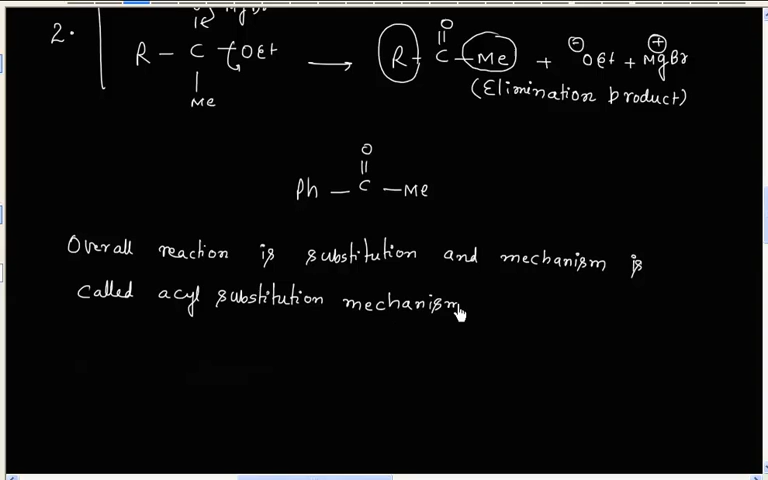 2.
R — C — OEt ⟶ R — C — Me + ⊖OEt + ⊕MgBr
O
Me
(Elimination product)
O
Ph — C — Me
Overall reaction is substitution and mechanism is
called acyl substitution mechanism